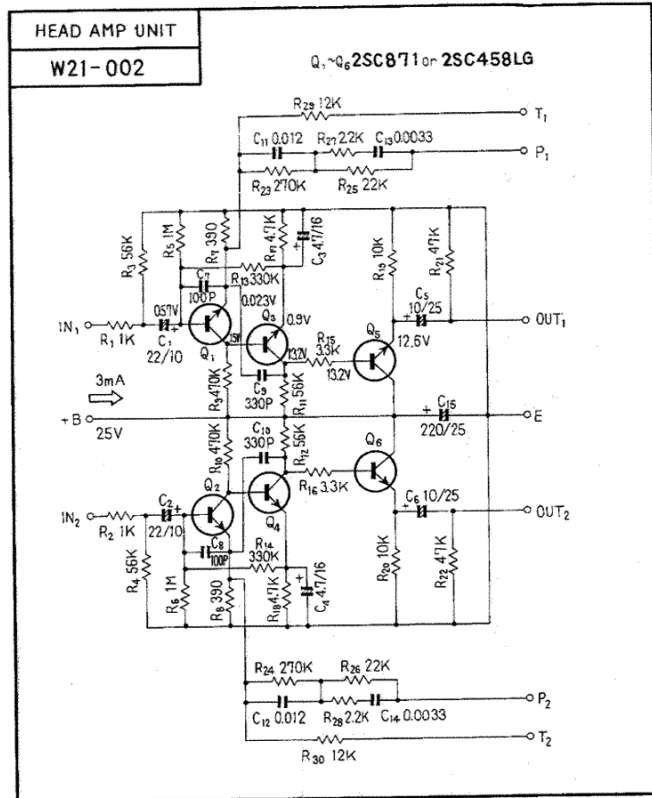 HEAD AMP UNIT
W21-002
Q1~Q6 2SC871 or 2SC458LG
R29 12K
T1
C11 0.012
R27 2.2K
C13 0.0033
P1
R23 270K
R25 22K
R3 56K
R5 1M
R7 390
R17 4.7K
C3 4.7/16
R19 10K
R21 47K
R13 330K
C7
100P
0.023V
C5
10/25
0.57V
Q3
0.9V
IN1
R1 1K
C1
22/10
Q1
R15
3.3K
Q5
12.6V
OUT1
13.2V
13.2V
R9 470K
C9
330P
R11 56K
3mA
+B
25V
C15
220/25
E
R10 470K
C10
330P
R12 56K
Q6
IN2
R2 1K
C2
22/10
Q2
Q4
R16 3.3K
C6 10/25
OUT2
C8
100P
R14
330K
R4 56K
R6 1M
R8 390
R18 4.7K
C4 4.7/16
R20 10K
R22 47K
R24 270K
R26 22K
P2
C12 0.012
R28 2.2K
C14 0.0033
T2
R30 12K